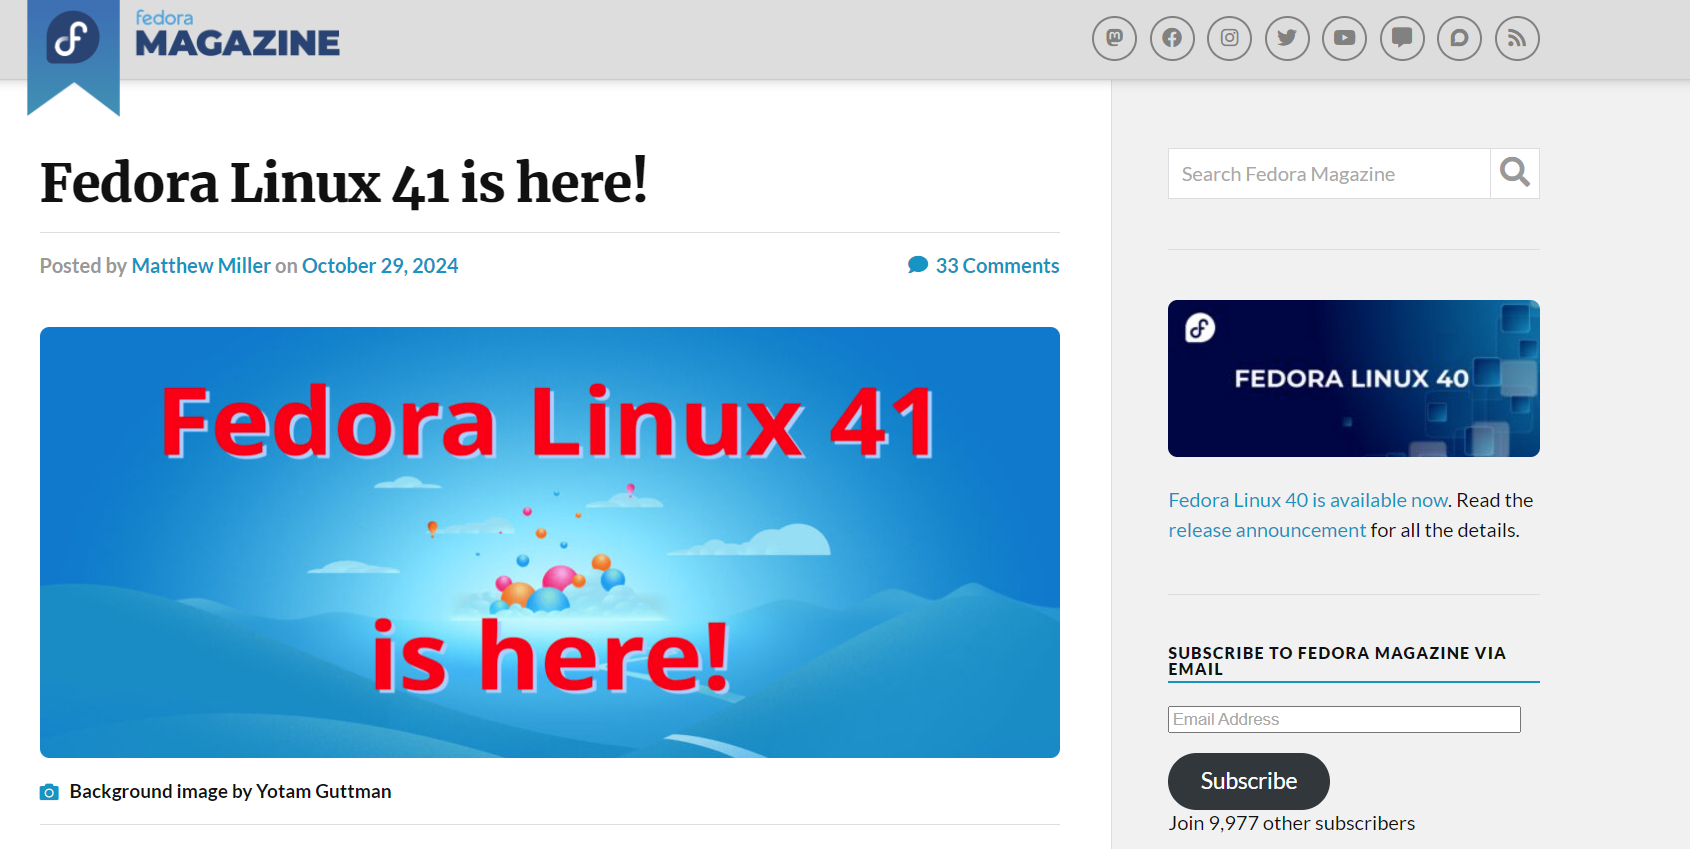 fedora
MAGAZINE
Fedora Linux 41 is here!
Posted by Matthew Miller on October 29, 2024
33 Comments
Fedora Linux 41
is here!
Background image by Yotam Guttman
Search Fedora Magazine
FEDORA LINUX 40
Fedora Linux 40 is available now. Read the
release announcement for all the details.
SUBSCRIBE TO FEDORA MAGAZINE VIA
EMAIL
Email Address
Subscribe
Join 9,977 other subscribers